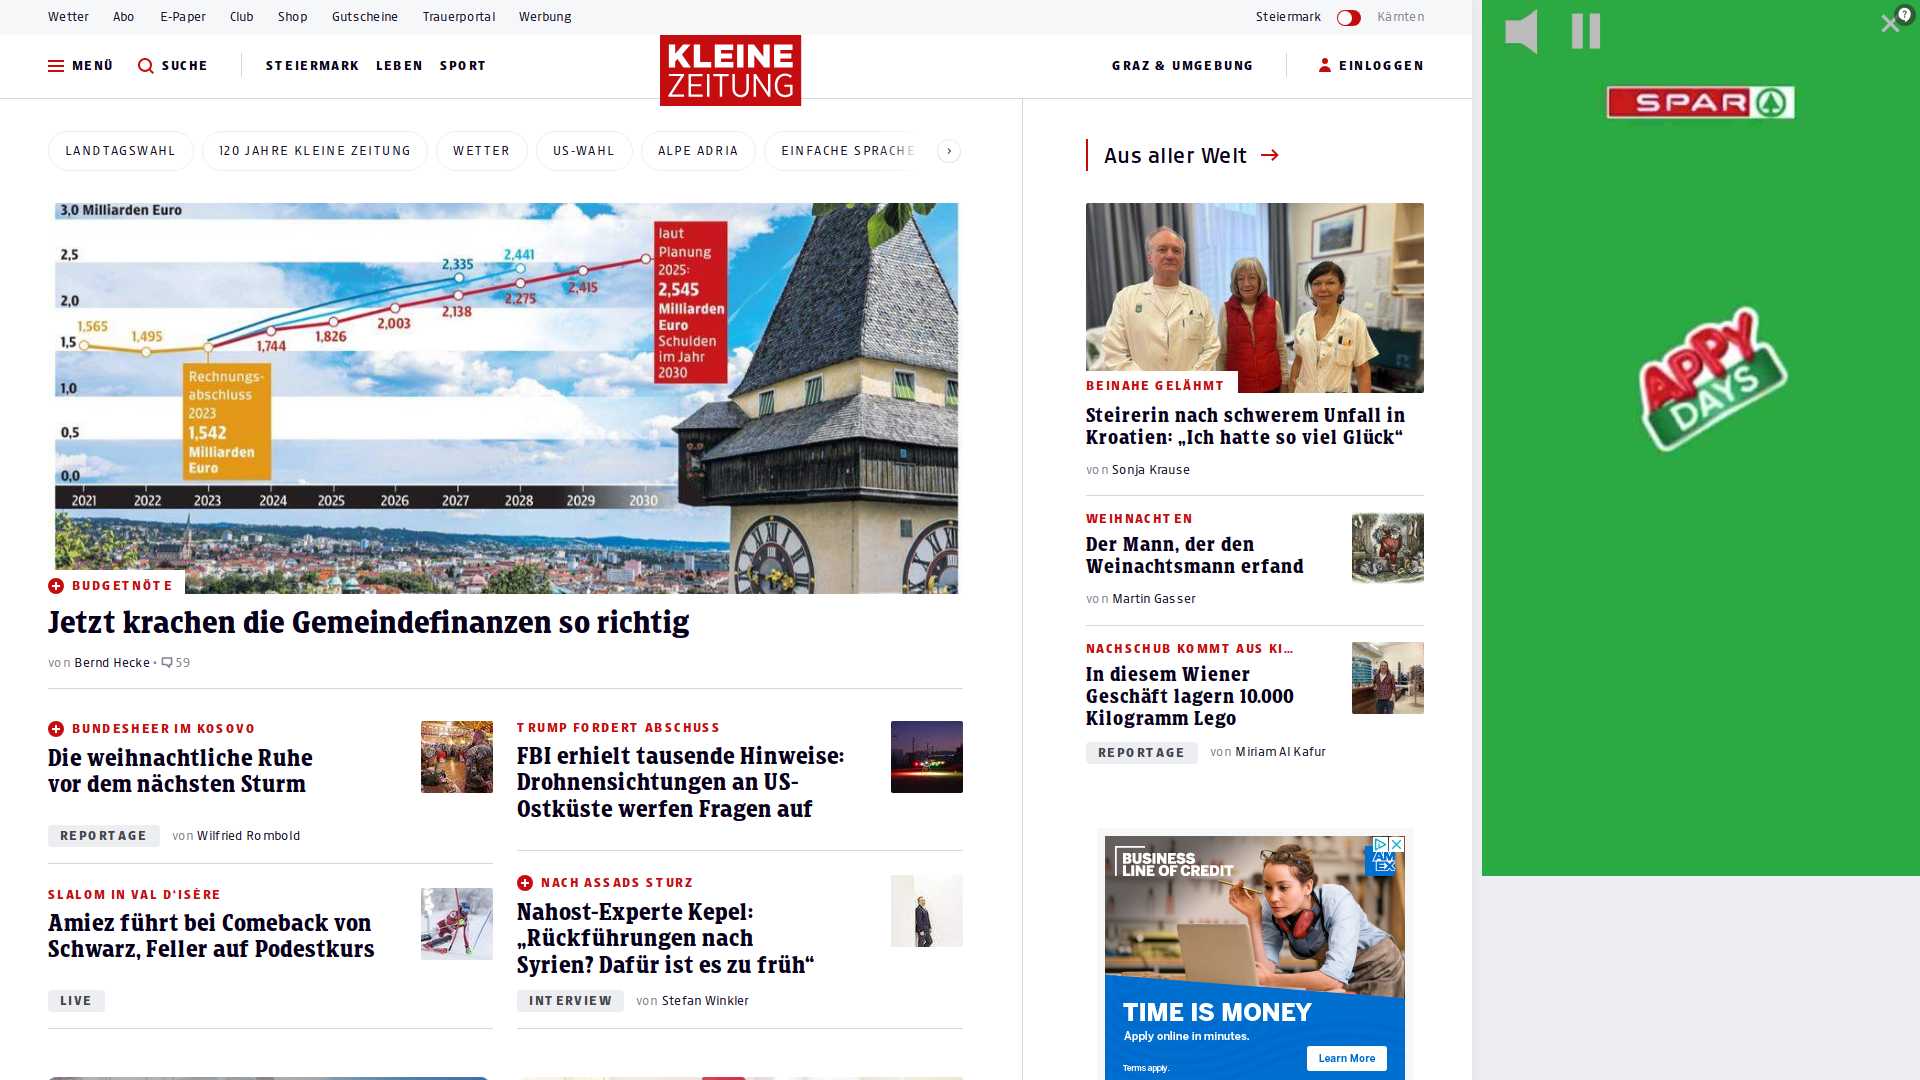 Wetter Abo E-Paper Club Shop Gutscheine Trauerportal Werbung Steiermark Kärnten
MENÜ SUCHE STEIERMARK LEBEN SPORT
KLEINE
ZEITUNG
GRAZ & UMGEBUNG EINLOGGEN
LANDTAGSWAHL 120 JAHRE KLEINE ZEITUNG WETTER US-WAHL ALPE ADRIA EINFACHE SPRACHE
3,0 Milliarden Euro
2,5
2,0
1,5
1,0
0,5
0,0
1,565
1,495
1,744
1,826
2,003
2,138
2,275
2,415
2,335
2,441
Rechnungs-
abschluss
2023
1,542
Milliarden
Euro
laut
Planung
2025:
2,545
Milliarden
Euro
Schulden
im Jahr
2030
2021 2022 2023 2024 2025 2026 2027 2028 2029 2030
BUDGETNÖTE
Jetzt krachen die Gemeindefinanzen so richtig
von Bernd Hecke • 59
BUNDESHEER IM KOSOVO
Die weihnachtliche Ruhe
vor dem nächsten Sturm
REPORTAGE von Wilfried Rombold
SLALOM IN VAL D'ISÈRE
Amiez führt bei Comeback von
Schwarz, Feller auf Podestkurs
LIVE
TRUMP FORDERT ABSCHUSS
FBI erhielt tausende Hinweise:
Drohnensichtungen an US-
Ostküste werfen Fragen auf
NACH ASSADS STURZ
Nahost-Experte Kepel:
„Rückführungen nach
Syrien? Dafür ist es zu früh“
INTERVIEW von Stefan Winkler
Aus aller Welt
BEINAHE GELÄHMT
Steirerin nach schwerem Unfall in
Kroatien: „Ich hatte so viel Glück“
von Sonja Krause
WEIHNACHTEN
Der Mann, der den
Weinachtsmann erfand
von Martin Gasser
NACHSCHUB KOMMT AUS KI...
In diesem Wiener
Geschäft lagern 10.000
Kilogramm Lego
REPORTAGE von Miriam Al Kafur
BUSINESS
LINE OF CREDIT
AM
EX
TIME IS MONEY
Apply online in minutes.
Learn More
Terms apply.
SPAR
APPY
DAYS